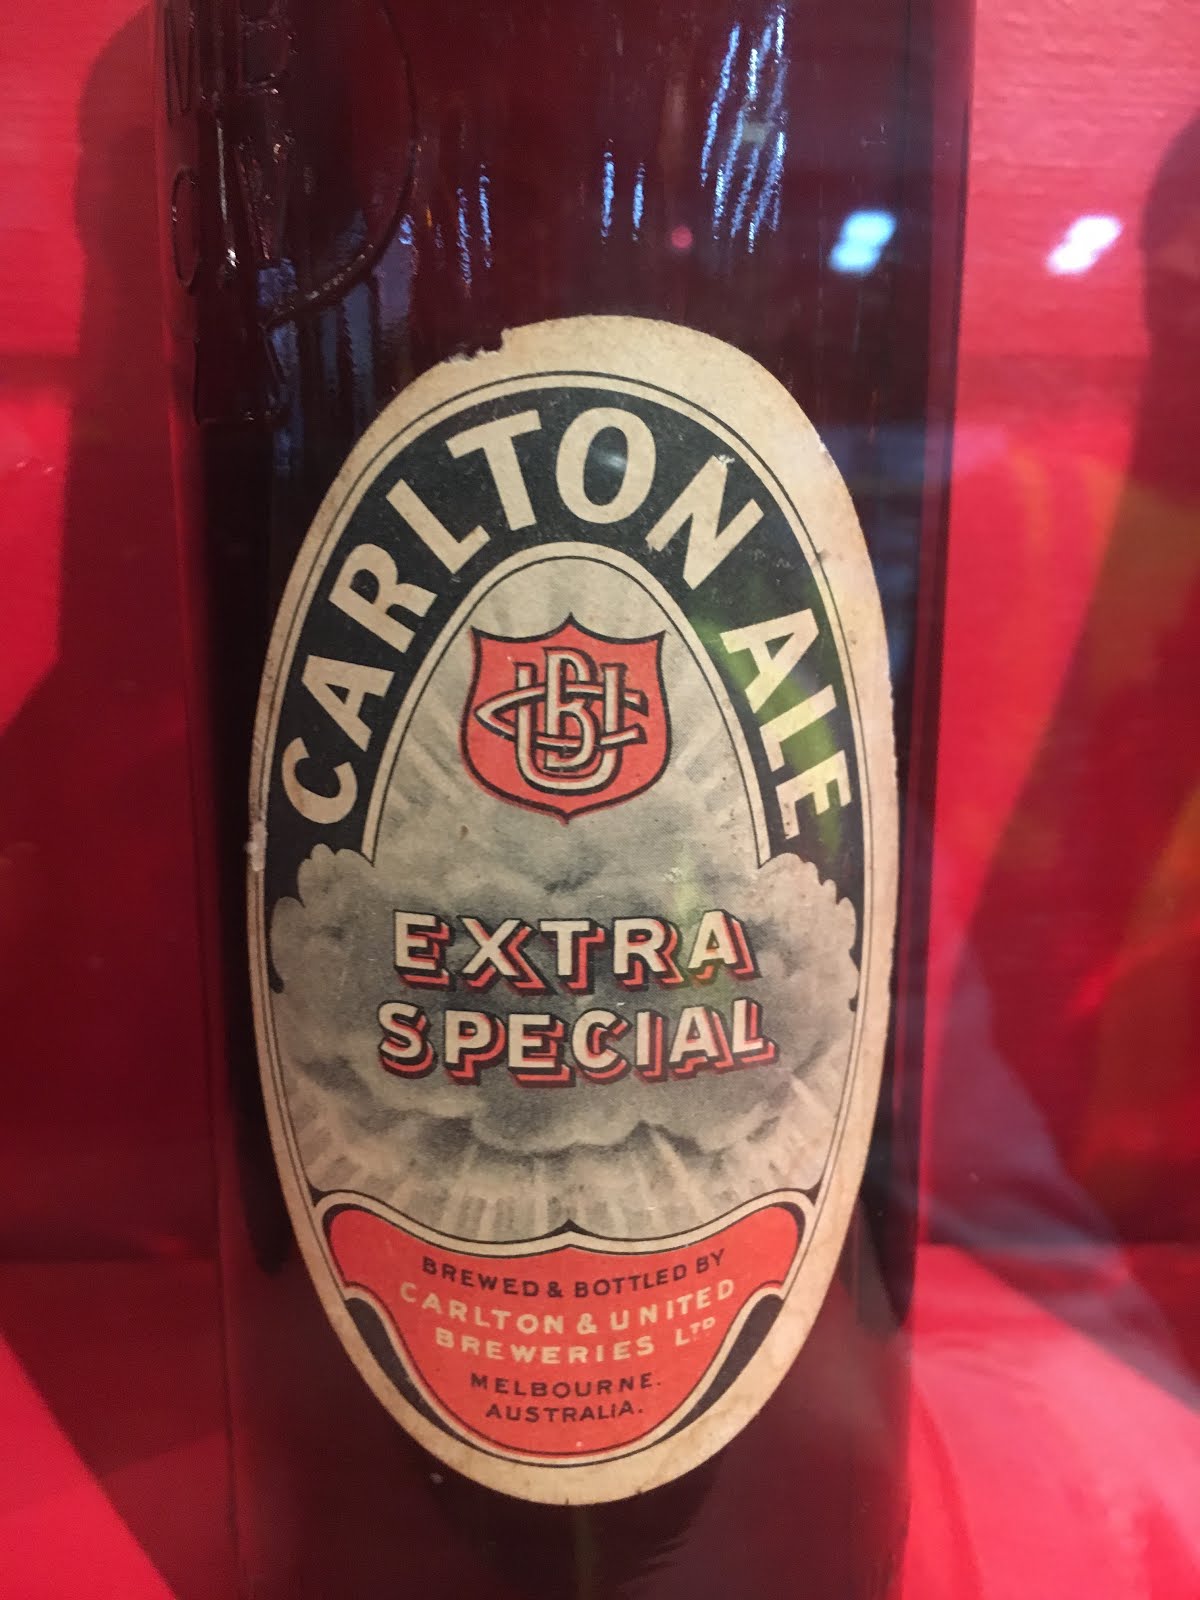 CARLTON ALE
CUB
EXTRA
SPECIAL
BREWED & BOTTLED BY
CARLTON & UNITED
BREWERIES LTD
MELBOURNE.
AUSTRALIA.